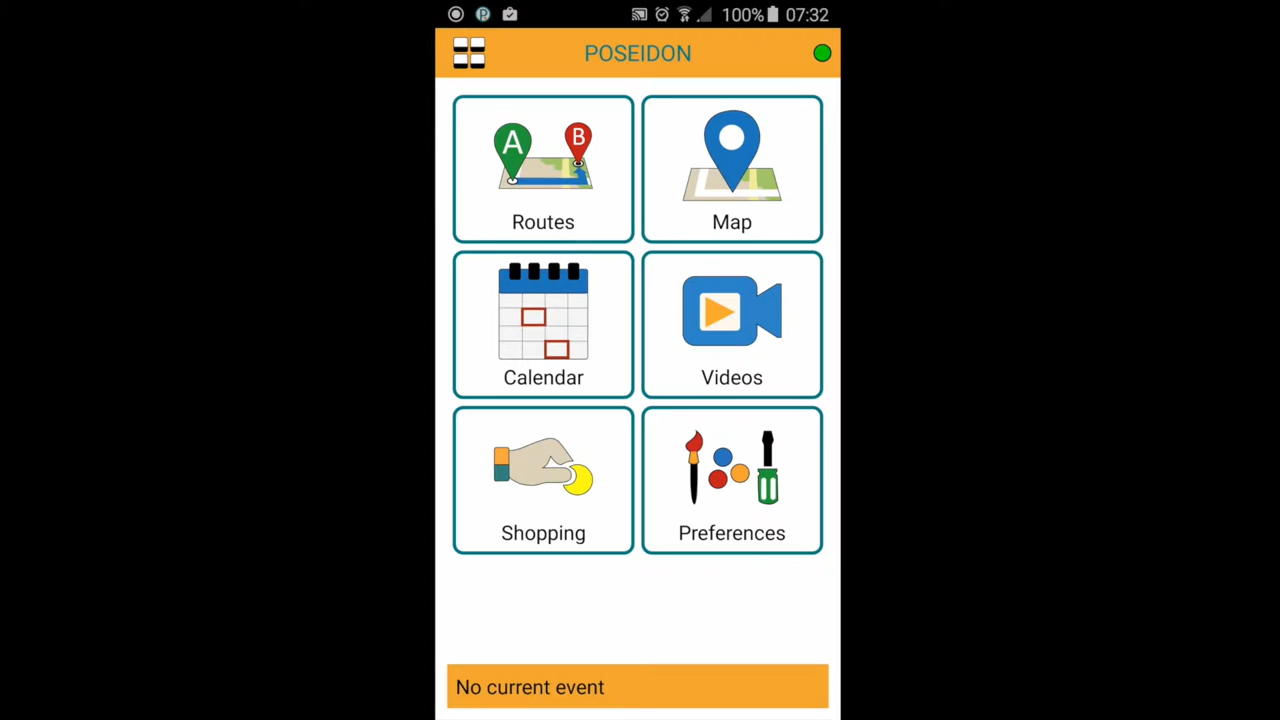 100% 07:32
POSEIDON
A B
Routes Map
Calendar Videos
Shopping Preferences
No current event